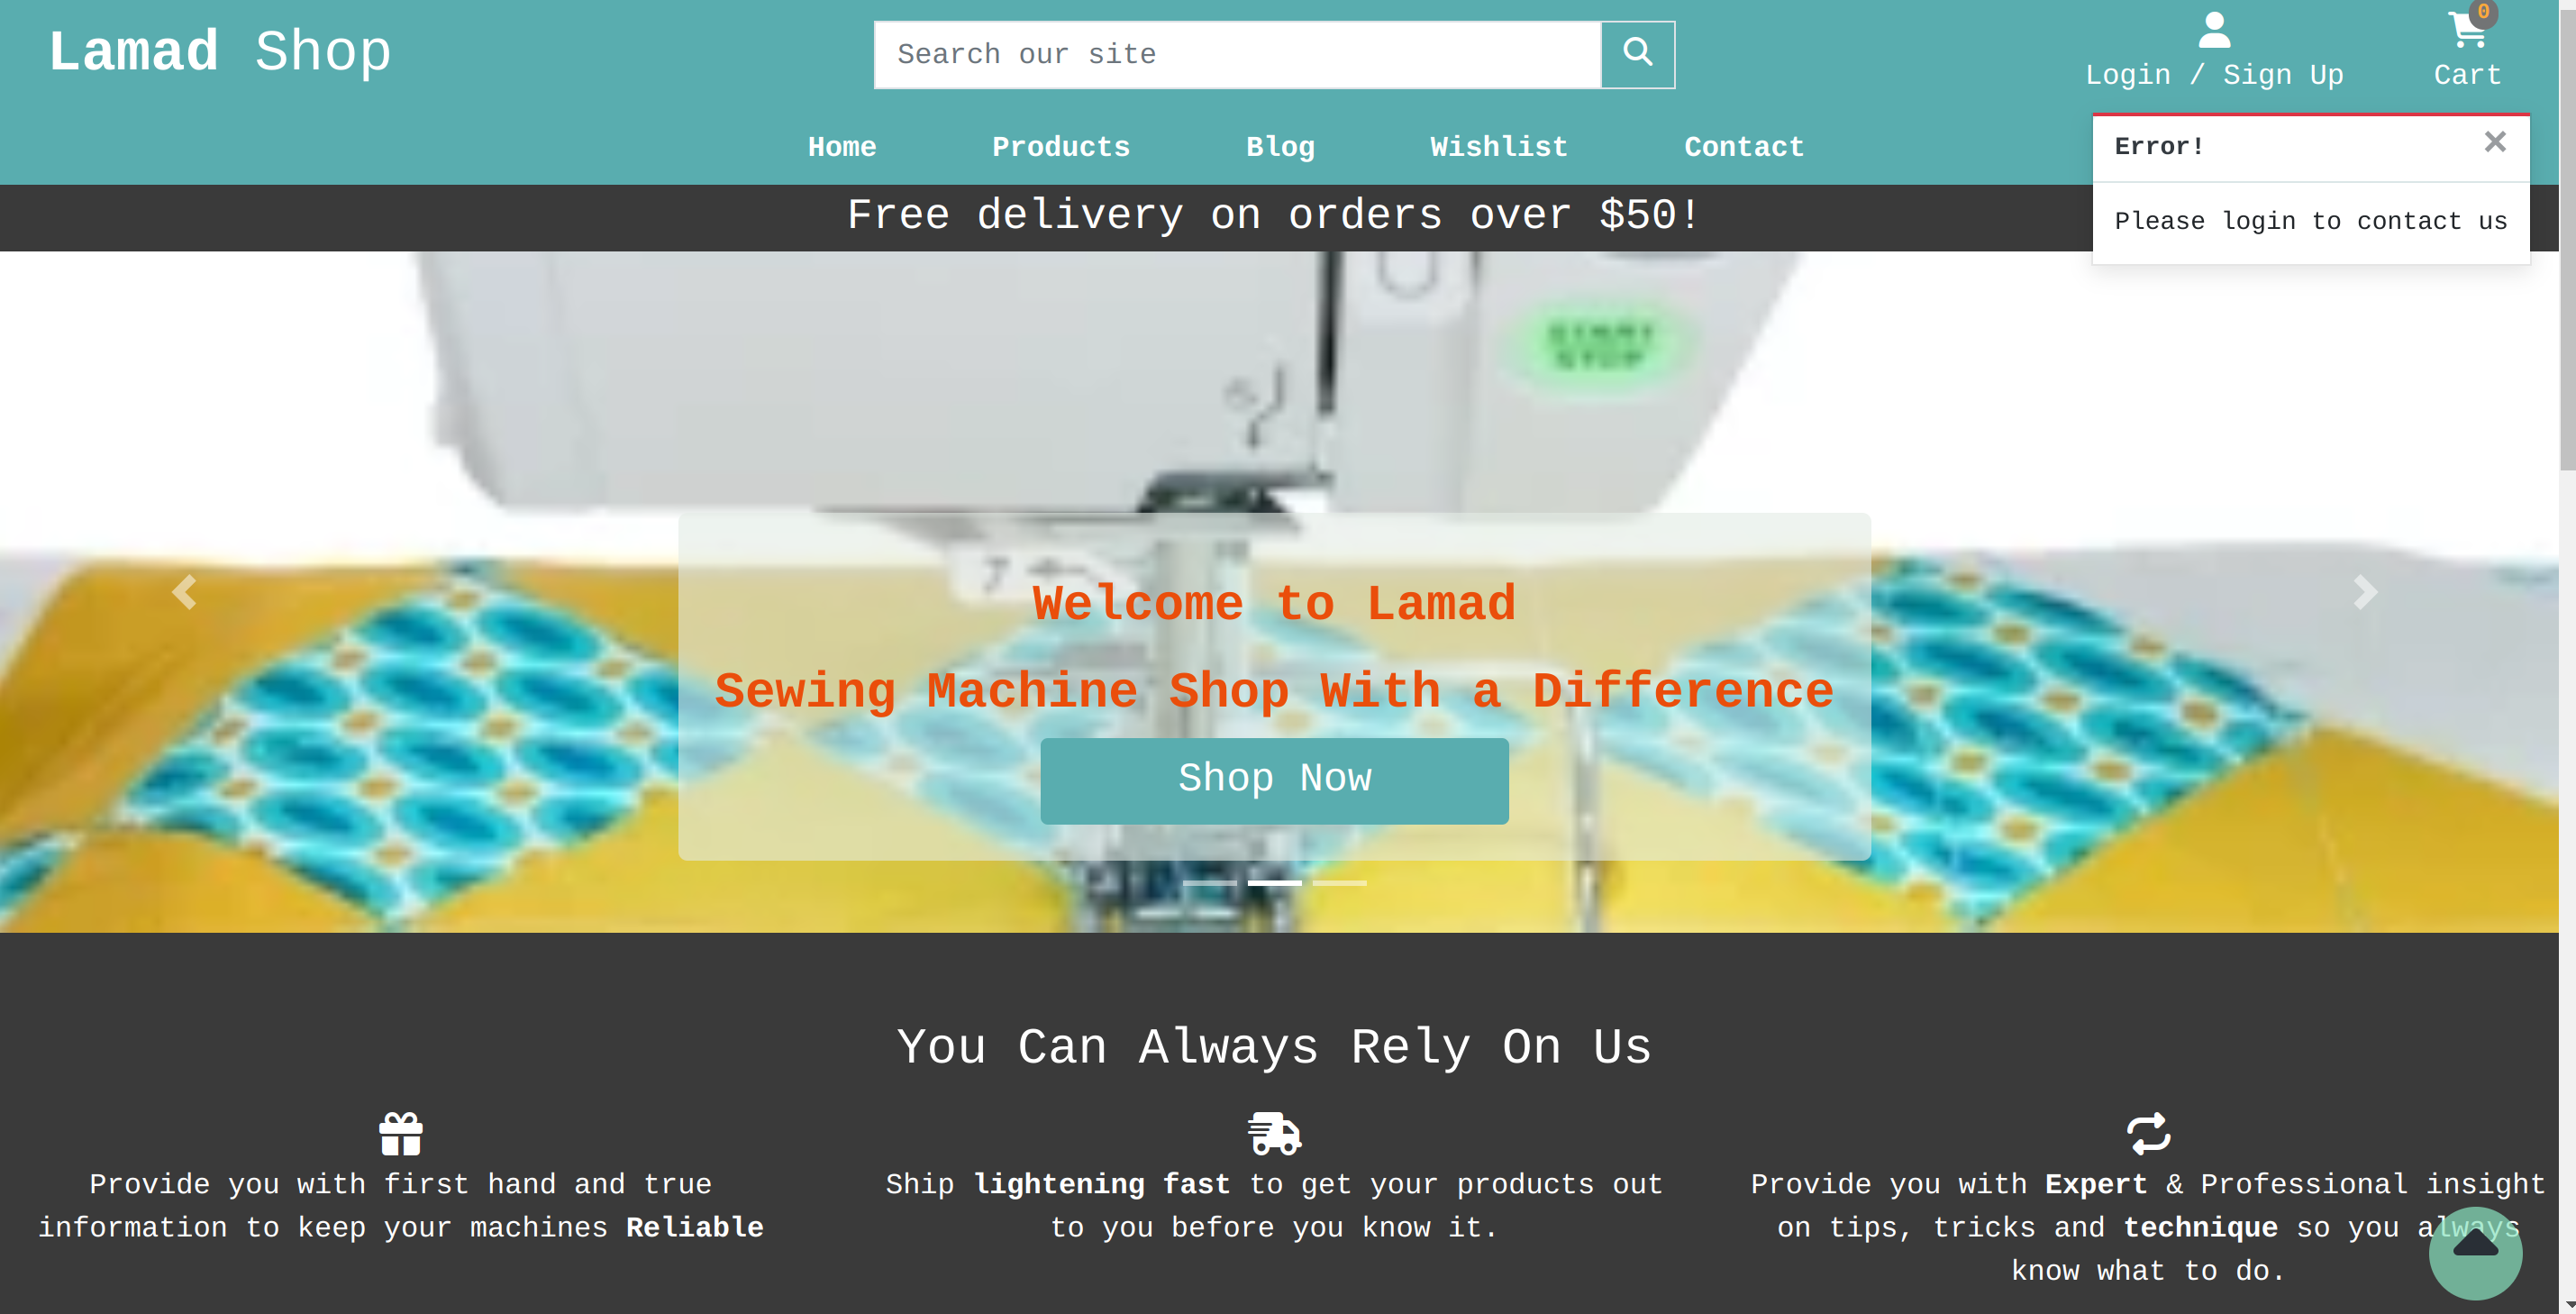 Lamad Shop
Search our site
Login / Sign Up
0
Cart
Home
Products
Blog
Wishlist
Contact
Error!
Please login to contact us
Free delivery on orders over $50!
START
STOP
7
Welcome to Lamad
Sewing Machine Shop With a Difference
Shop Now
You Can Always Rely On Us
Provide you with first hand and true
information to keep your machines Reliable
Ship lightening fast to get your products out
to you before you know it.
Provide you with Expert & Professional insight
on tips, tricks and technique so you always
know what to do.